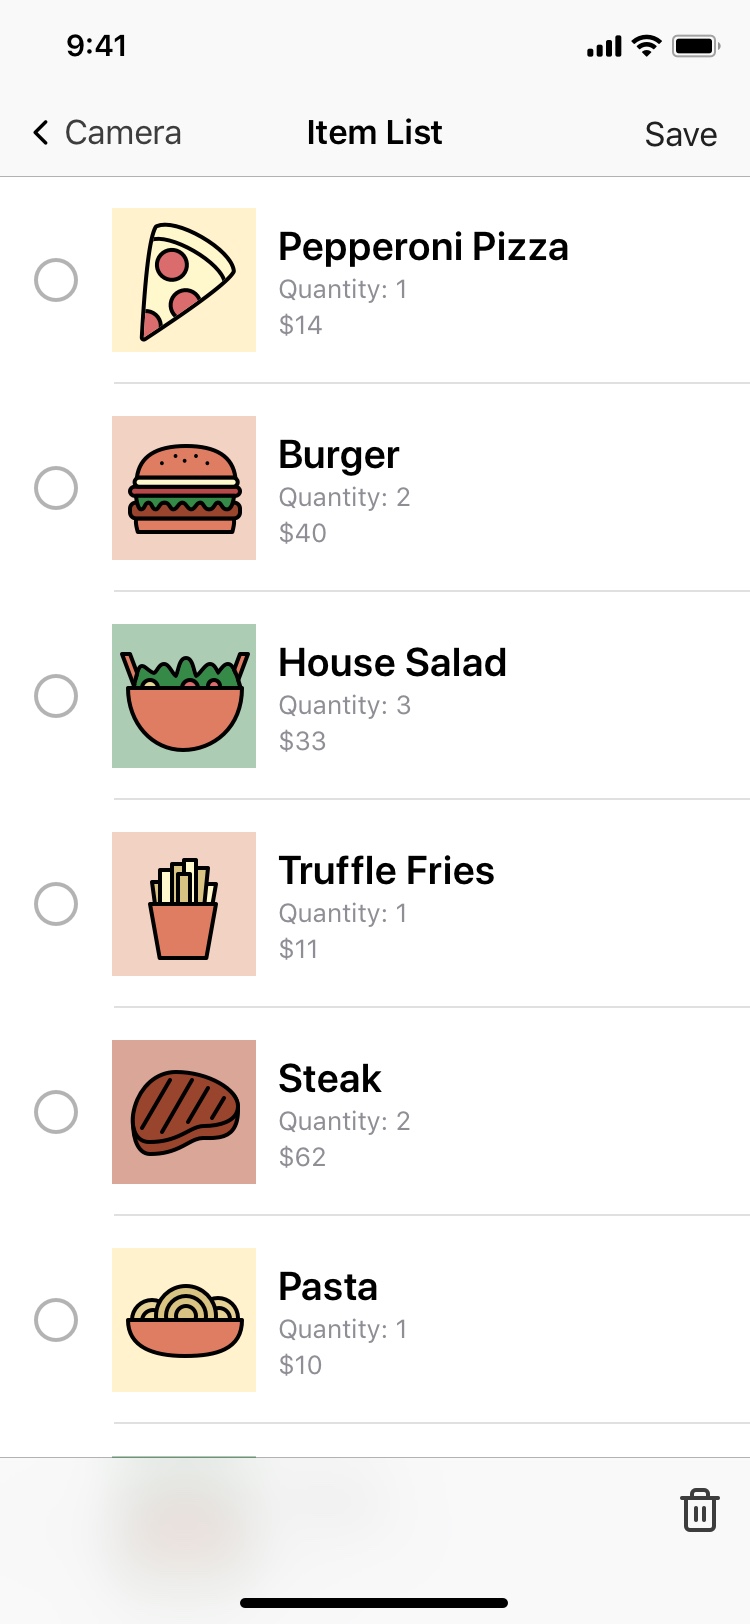 9:41
Camera Item List Save
Pepperoni Pizza
Quantity: 1
$14
Burger
Quantity: 2
$40
House Salad
Quantity: 3
$33
Truffle Fries
Quantity: 1
$11
Steak
Quantity: 2
$62
Pasta
Quantity: 1
$10